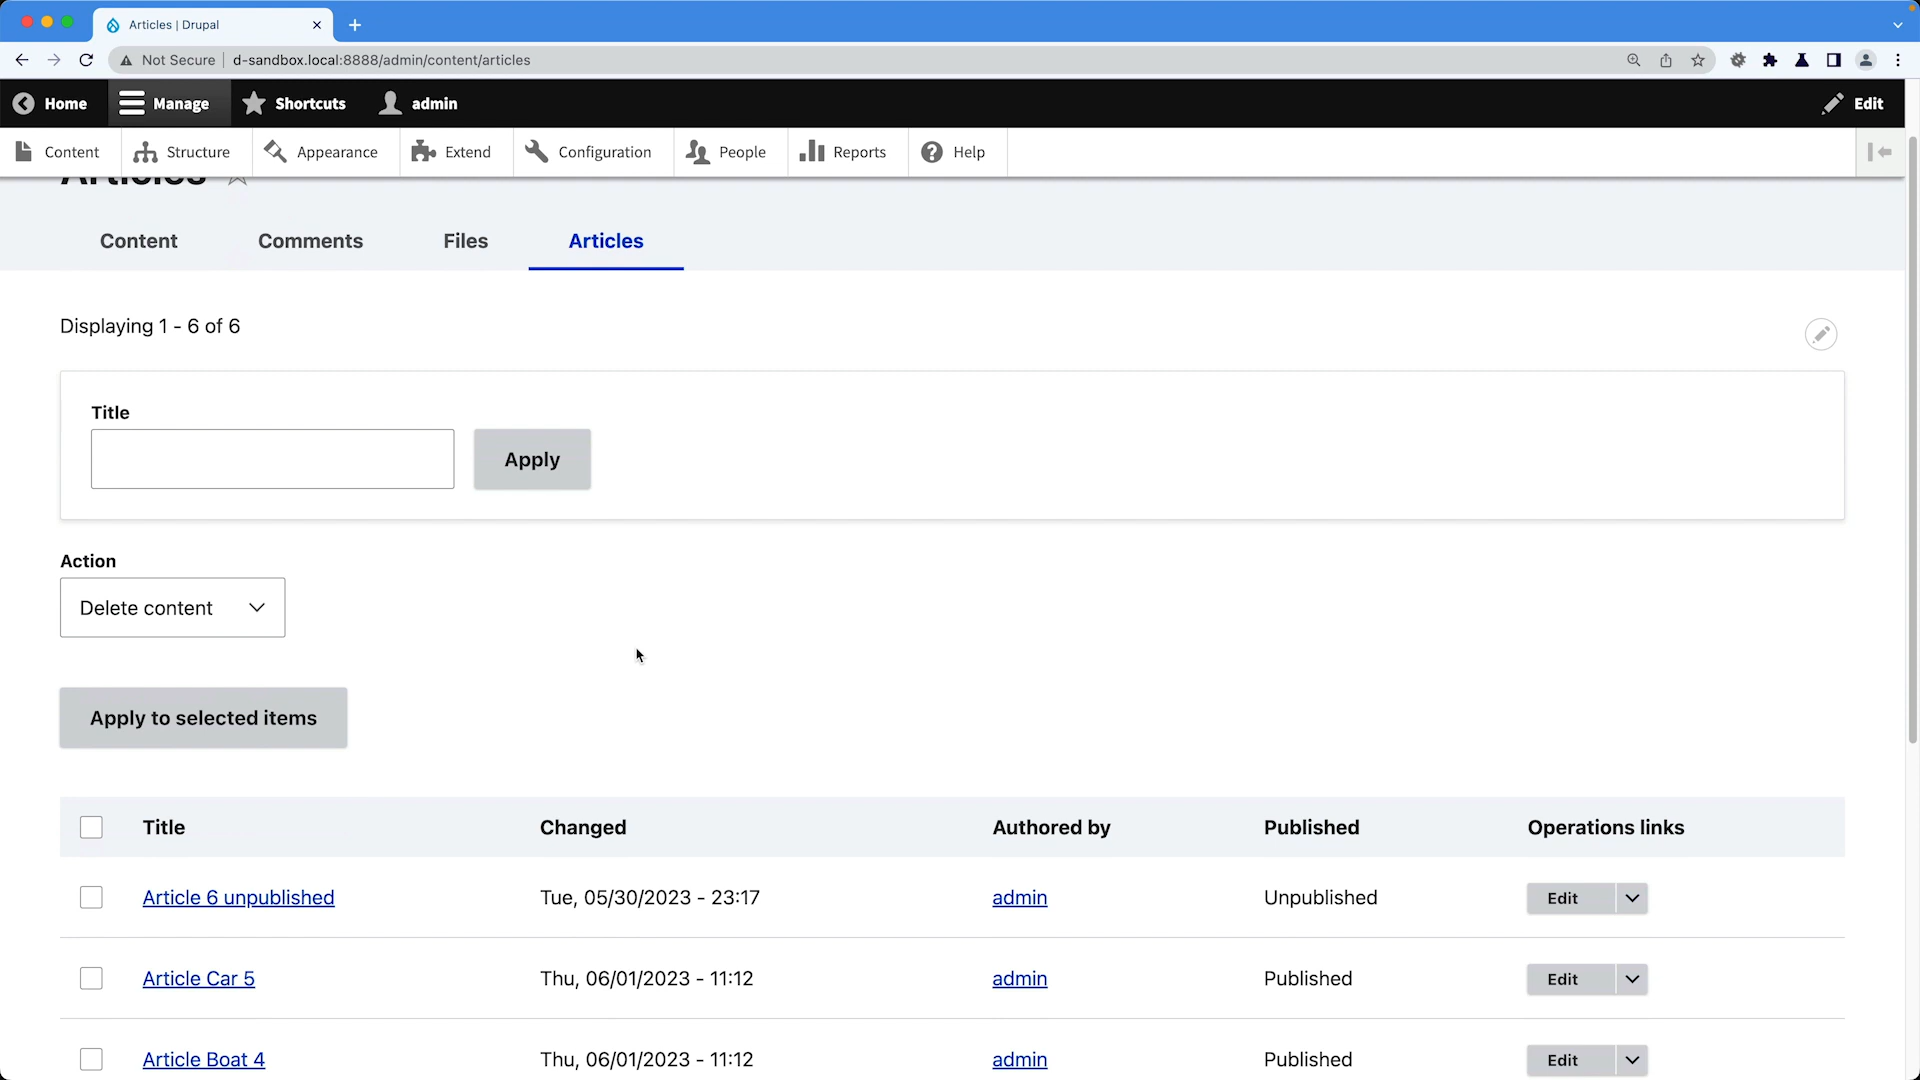 Articles | Drupal
Not Secure d-sandbox.local:8888/admin/content/articles
Home Manage Shortcuts admin Edit
Content Structure Appearance Extend Configuration People Reports Help
Articles
Content Comments Files Articles
Displaying 1 - 6 of 6
Title
Apply
Action
Delete content
Apply to selected items
Title Changed Authored by Published Operations links
Article 6 unpublished Tue, 05/30/2023 - 23:17 admin Unpublished Edit
Article Car 5 Thu, 06/01/2023 - 11:12 admin Published Edit
Article Boat 4 Thu, 06/01/2023 - 11:12 admin Published Edit